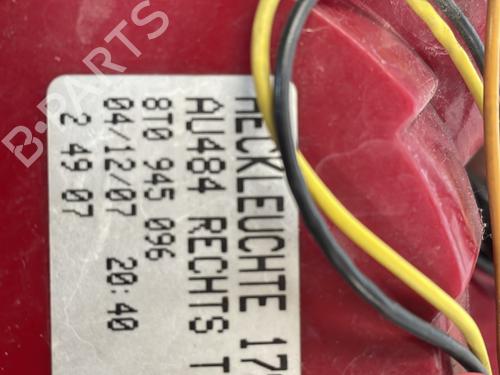 HECKLEUCHTE 17
AU484 RECHTS T
8T0 945 096
04/12/07 20:40
2 49 07
B-PARTS